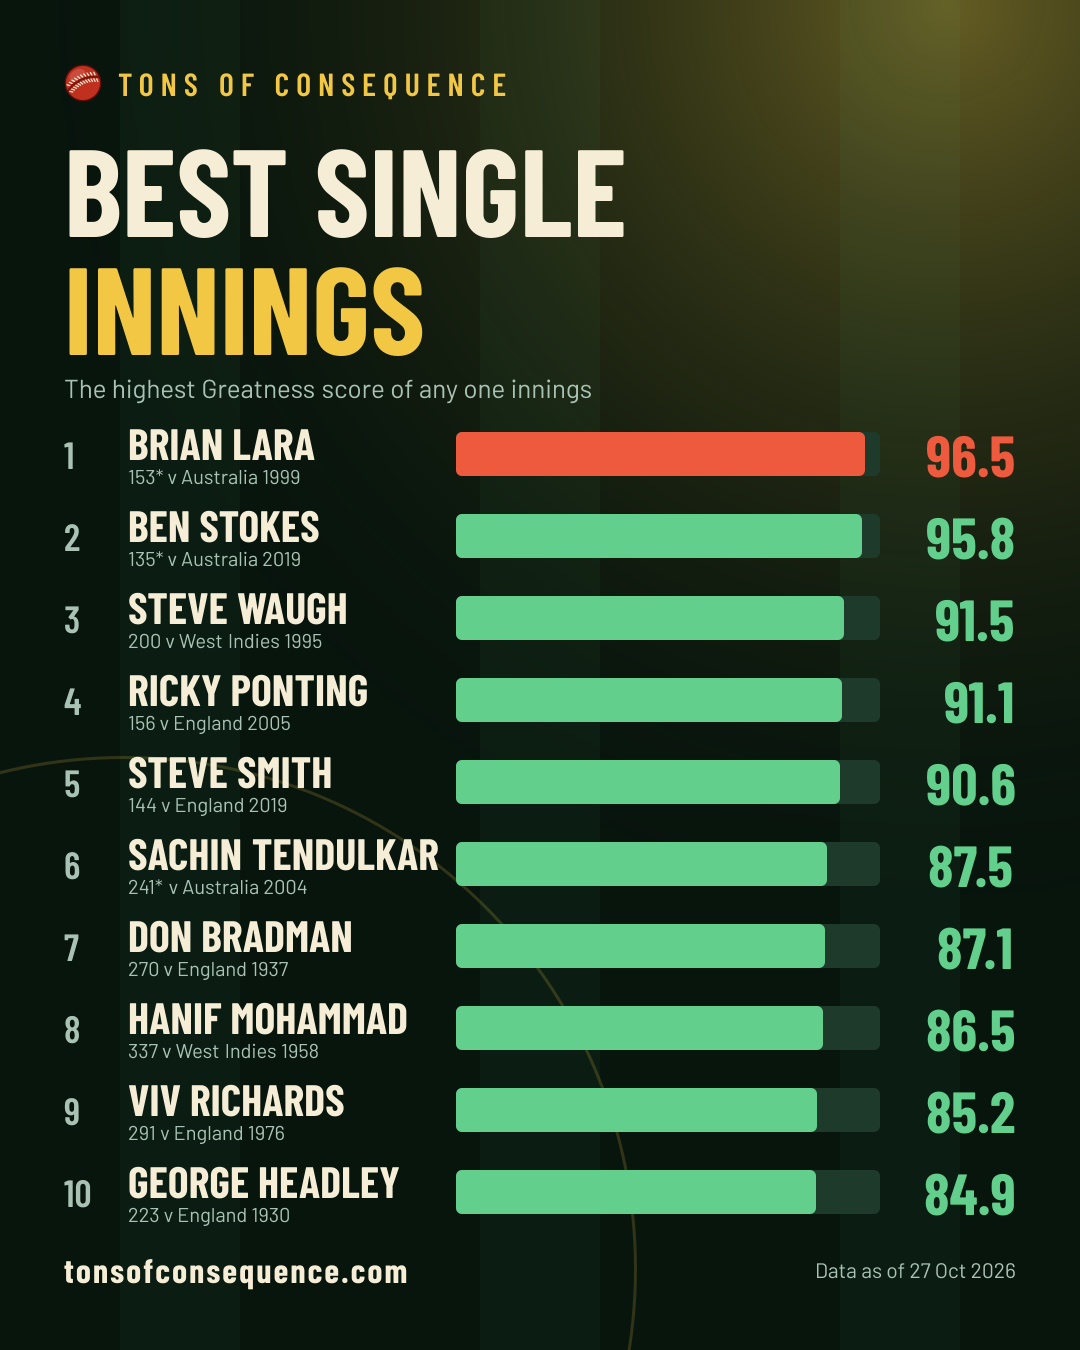 TONS OF CONSEQUENCE
BEST SINGLE
INNINGS
The highest Greatness score of any one innings
1 BRIAN LARA 96.5
153* v Australia 1999
2 BEN STOKES 95.8
135* v Australia 2019
3 STEVE WAUGH 91.5
200 v West Indies 1995
4 RICKY PONTING 91.1
156 v England 2005
5 STEVE SMITH 90.6
144 v England 2019
6 SACHIN TENDULKAR 87.5
241* v Australia 2004
7 DON BRADMAN 87.1
270 v England 1937
8 HANIF MOHAMMAD 86.5
337 v West Indies 1958
9 VIV RICHARDS 85.2
291 v England 1976
10 GEORGE HEADLEY 84.9
223 v England 1930
tonsofconsequence.com Data as of 27 Oct 2026